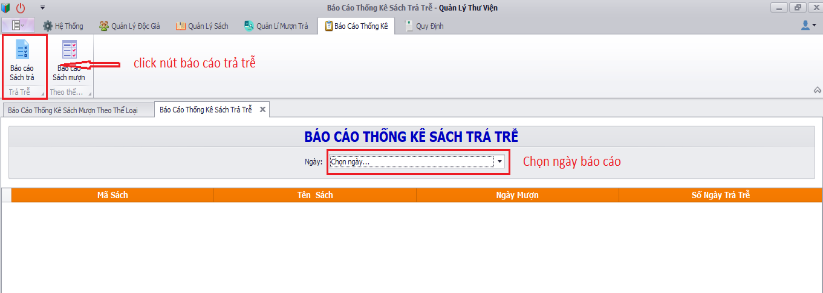 Báo Cáo Thống Kê Sách Trả Trễ - Quản Lý Thư Viện
Hệ Thống Quản Lý Độc Giả Quản Lý Sách Quản Lí Mượn Trả Báo Cáo Thống Kê Quy Định
Báo cáo Sách trả
Báo cáo Sách mượn
click nút báo cáo trả trễ
Trả Trễ
Theo thể...
Báo Cáo Thống Kê Sách Mượn Theo Thể Loại Báo Cáo Thống Kê Sách Trả Trễ
BÁO CÁO THỐNG KÊ SÁCH TRẢ TRỄ
Ngày: Chọn ngày... Chọn ngày báo cáo
Mã Sách Tên Sách Ngày Mượn Số Ngày Trả Trễ